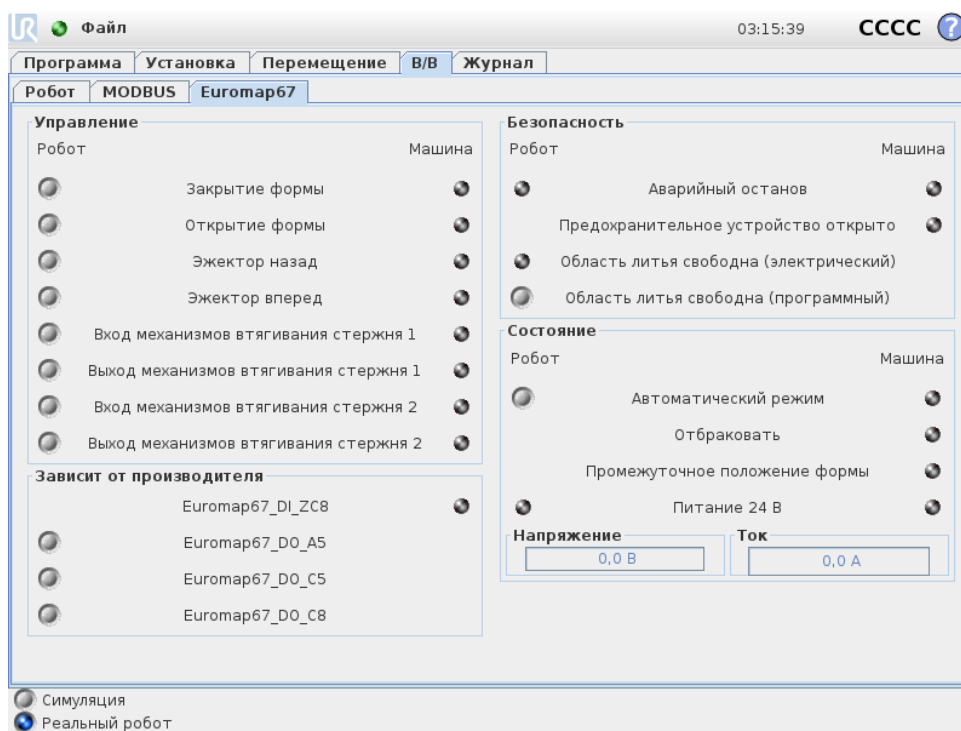 UR Файл 03:15:39 CCCC ?
Программа Установка Перемещение В/В Журнал
Робот MODBUS Euromap67
Управление
Робот Машина
Закрытие формы
Открытие формы
Эжектор назад
Эжектор вперед
Вход механизмов втягивания стержня 1
Выход механизмов втягивания стержня 1
Вход механизмов втягивания стержня 2
Выход механизмов втягивания стержня 2
Зависит от производителя
Euromap67_DI_ZC8
Euromap67_DO_A5
Euromap67_DO_C5
Euromap67_DO_C8
Безопасность
Робот Машина
Аварийный останов
Предохранительное устройство открыто
Область литья свободна (электрический)
Область литья свободна (программный)
Состояние
Робот Машина
Автоматический режим
Отбраковать
Промежуточное положение формы
Питание 24 В
Напряжение Ток
0,0 В 0,0 А
Симуляция
Реальный робот